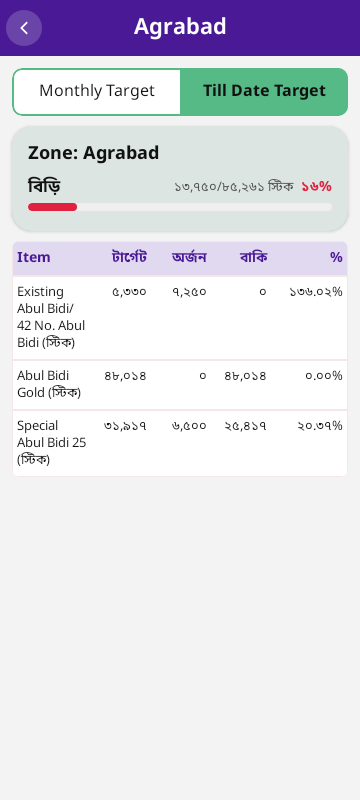 Agrabad
Monthly Target Till Date Target
Zone: Agrabad
বিড়ি ১৩,৭৫০/৮৫,২৬১ স্টিক ১৬%
Item টার্গেট অর্জন বাকি %
Existing ৫,৩৩০ ৭,২৫০ ০ ১৩৬.০২%
Abul Bidi/
42 No. Abul
Bidi (স্টিক)
Abul Bidi ৪৮,০১৪ ০ ৪৮,০১৪ ০.০০%
Gold (স্টিক)
Special ৩১,৯১৭ ৬,৫০০ ২৫,৪১৭ ২০.৩৭%
Abul Bidi 25
(স্টিক)